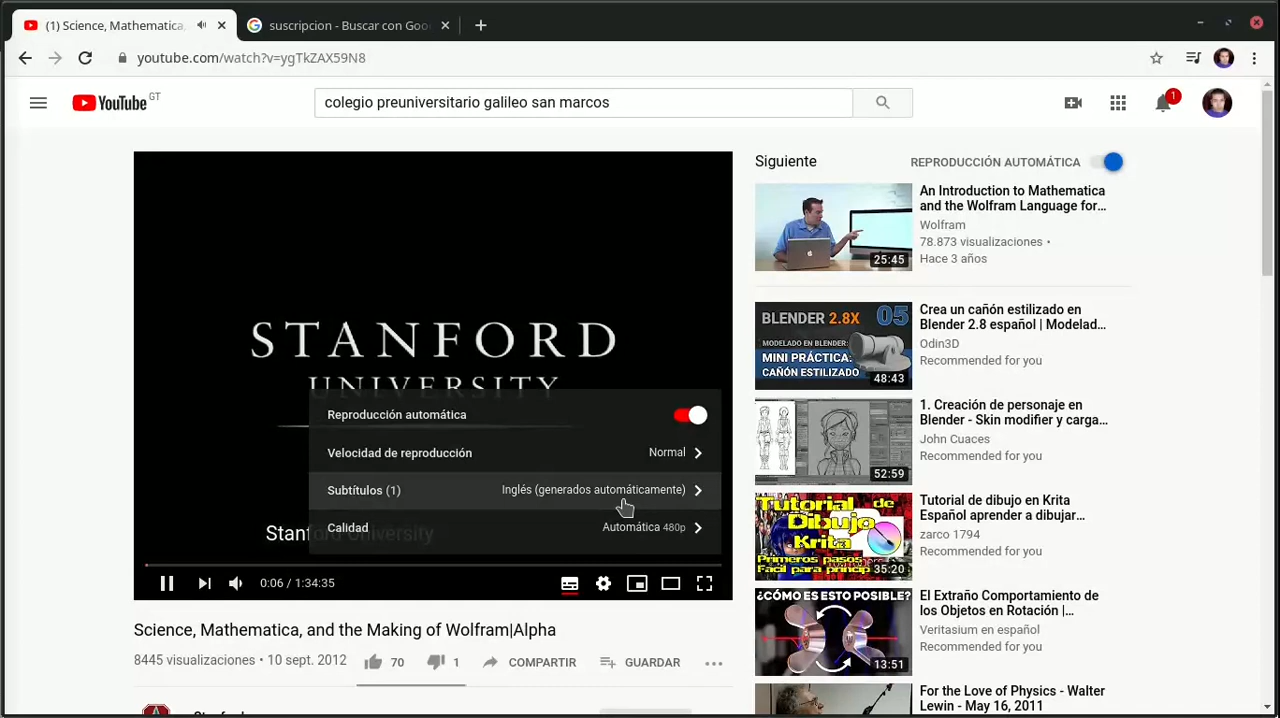 (1) Science, Mathematica,
suscripcion - Buscar con Goo
youtube.com/watch?v=ygTkZAX59N8
YouTube GT
colegio preuniversitario galileo san marcos
1
STANFORD
UNIVERSITY
Reproducción automática
Velocidad de reproducción Normal
Subtítulos (1) Inglés (generados automáticamente)
Calidad Automática 480p
Stanford University
0:06 / 1:34:35
Science, Mathematica, and the Making of Wolfram|Alpha
8445 visualizaciones • 10 sept. 2012 70 1 COMPARTIR GUARDAR
Siguiente REPRODUCCIÓN AUTOMÁTICA
An Introduction to Mathematica
and the Wolfram Language for…
Wolfram
78.873 visualizaciones •
Hace 3 años
25:45
BLENDER 2.8X 05
MODELADO EN BLENDER:
MINI PRÁCTICA:
CAÑÓN ESTILIZADO
48:43
Crea un cañón estilizado en
Blender 2.8 español | Modelad…
Odin3D
Recommended for you
52:59
1. Creación de personaje en
Blender - Skin modifier y carga…
John Cuaces
Recommended for you
Tutorial de
Dibujo
Krita
Primeros pasos
Facil para princip
35:20
Tutorial de dibujo en Krita
Español aprender a dibujar…
zarco 1794
Recommended for you
¿CÓMO ES ESTO POSIBLE?
13:51
El Extraño Comportamiento de
los Objetos en Rotación |…
Veritasium en español
Recommended for you
For the Love of Physics - Walter
Lewin - May 16, 2011